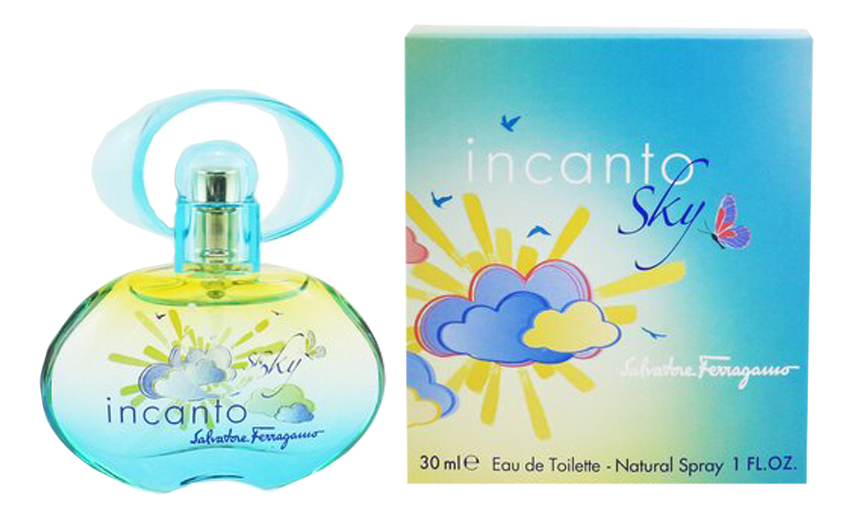 Sky
incanto
Salvatore Ferragamo
incanto
Sky
Salvatore Ferragamo
30 ml e Eau de Toilette - Natural Spray 1 FL.OZ.